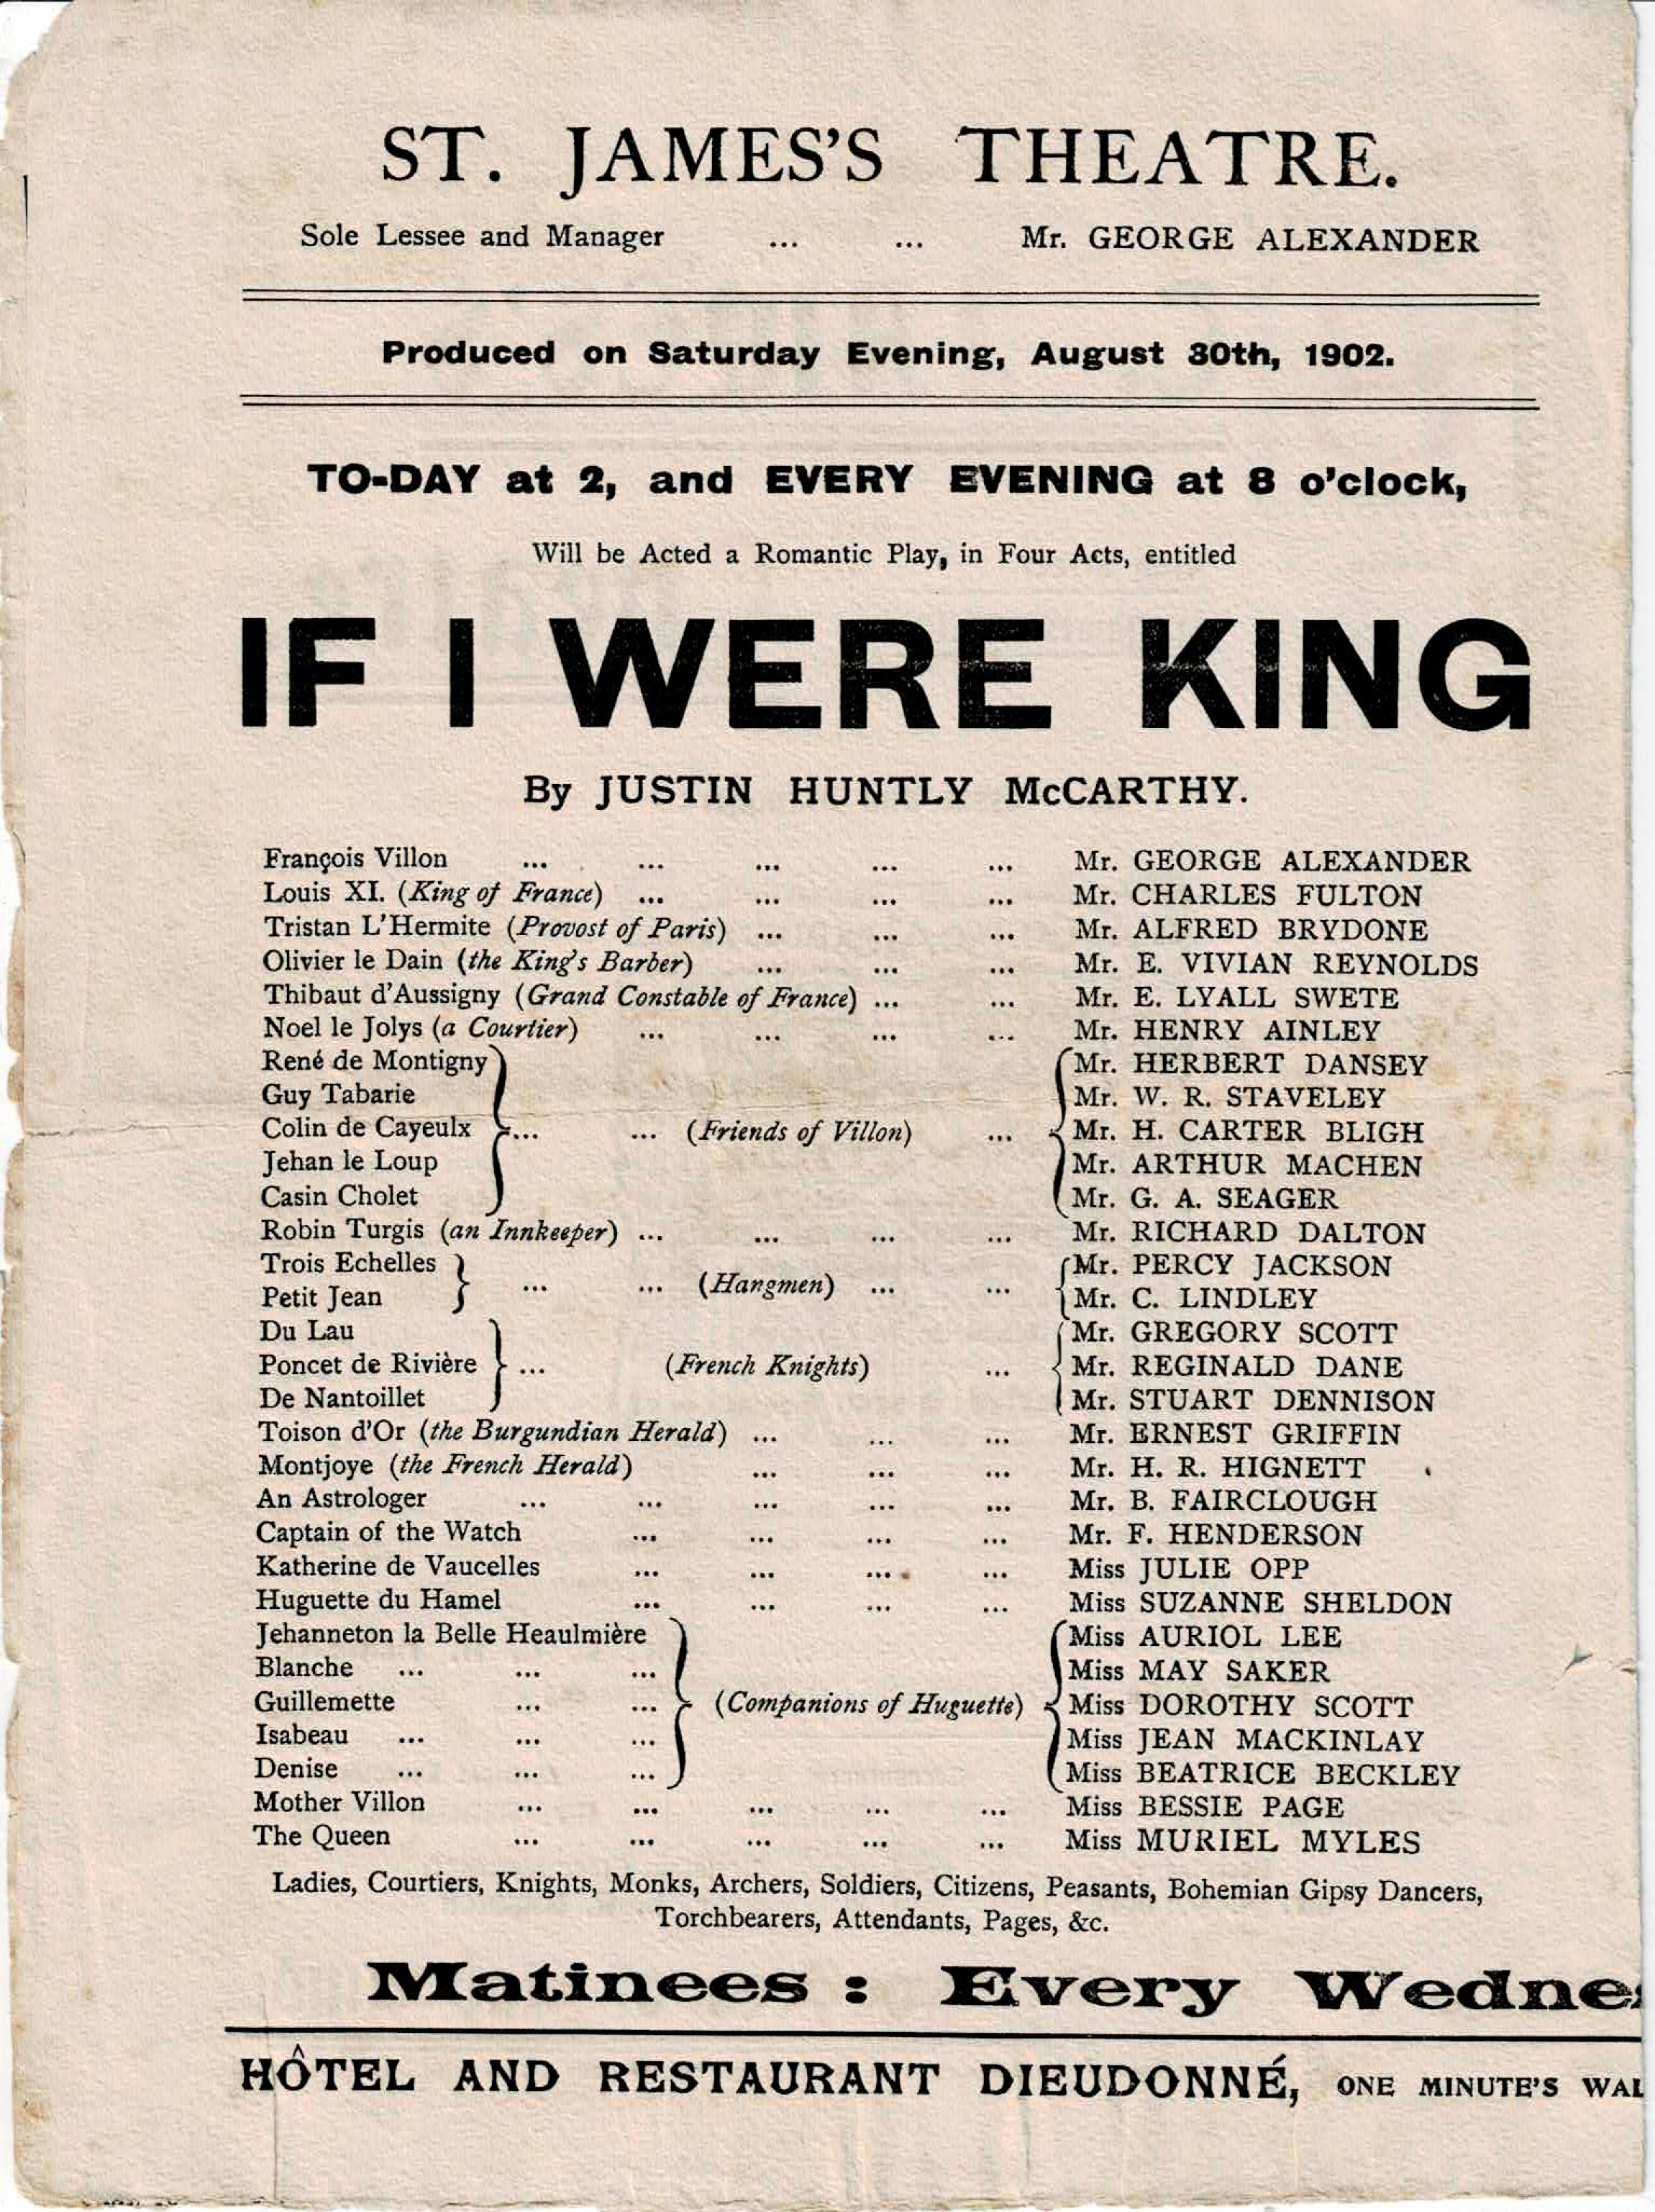 ST. JAMES'S THEATRE.
Sole Lessee and Manager ... ... Mr. GEORGE ALEXANDER
Produced on Saturday Evening, August 30th, 1902.
TO-DAY at 2, and EVERY EVENING at 8 o'clock,
Will be Acted a Romantic Play, in Four Acts, entitled
IF I WERE KING
By JUSTIN HUNTLY McCARTHY.
François Villon ... ... ... ... ... Mr. GEORGE ALEXANDER
Louis XI. (King of France) ... ... ... ... Mr. CHARLES FULTON
Tristan L'Hermite (Provost of Paris) ... ... ... Mr. ALFRED BRYDONE
Olivier le Dain (the King's Barber) ... ... ... Mr. E. VIVIAN REYNOLDS
Thibaut d'Aussigny (Grand Constable of France) ... ... Mr. E. LYALL SWETE
Noel le Jolys (a Courtier) ... ... ... ... Mr. HENRY AINLEY
René de Montigny Mr. HERBERT DANSEY
Guy Tabarie Mr. W. R. STAVELEY
Colin de Cayeulx ... ... (Friends of Villon) ... Mr. H. CARTER BLIGH
Jehan le Loup Mr. ARTHUR MACHEN
Casin Cholet Mr. G. A. SEAGER
Robin Turgis (an Innkeeper) ... ... ... ... Mr. RICHARD DALTON
Trois Echelles Mr. PERCY JACKSON
... ... (Hangmen) ... ...
Petit Jean Mr. C. LINDLEY
Du Lau Mr. GREGORY SCOTT
Poncet de Rivière ... (French Knights) ... Mr. REGINALD DANE
De Nantoillet Mr. STUART DENNISON
Toison d'Or (the Burgundian Herald) ... ... ... Mr. ERNEST GRIFFIN
Montjoye (the French Herald) ... ... ... Mr. H. R. HIGNETT
An Astrologer ... ... ... ... ... Mr. B. FAIRCLOUGH
Captain of the Watch ... ... ... ... Mr. F. HENDERSON
Katherine de Vaucelles ... ... ... ... Miss JULIE OPP
Huguette du Hamel ... ... ... ... Miss SUZANNE SHELDON
Jehanneton la Belle Heaulmière Miss AURIOL LEE
Blanche ... ... ... Miss MAY SAKER
Guillemette ... ... (Companions of Huguette) Miss DOROTHY SCOTT
Isabeau ... ... ... Miss JEAN MACKINLAY
Denise ... ... ... Miss BEATRICE BECKLEY
Mother Villon ... ... ... ... ... Miss BESSIE PAGE
The Queen ... ... ... ... ... Miss MURIEL MYLES
Ladies, Courtiers, Knights, Monks, Archers, Soldiers, Citizens, Peasants, Bohemian Gipsy Dancers,
Torchbearers, Attendants, Pages, &c.
Matinees : Every Wednes
HÔTEL AND RESTAURANT DIEUDONNÉ, ONE MINUTE'S WAL